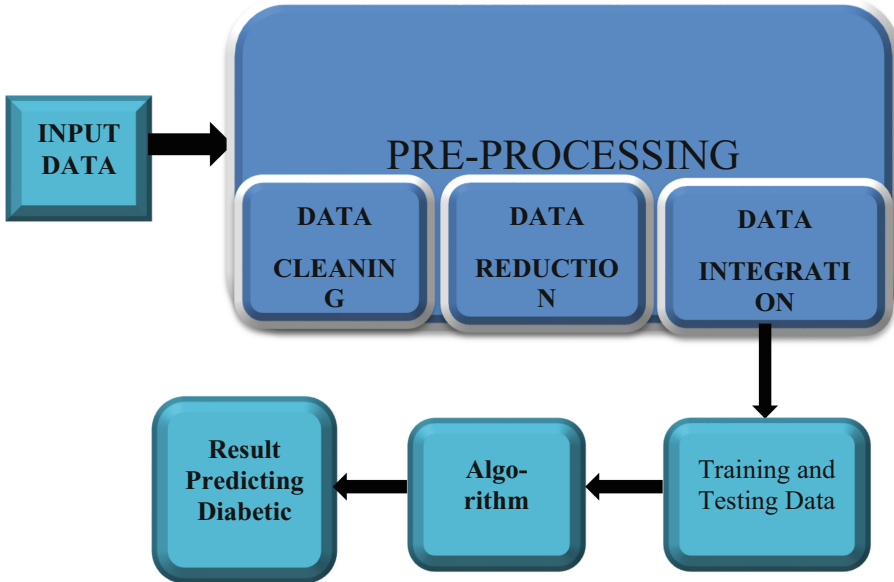 INPUT
DATA
PRE-PROCESSING
DATA
CLEANIN
G
DATA
REDUCTIO
N
DATA
INTEGRATI
ON
Training and
Testing Data
Algo-
rithm
Result
Predicting
Diabetic